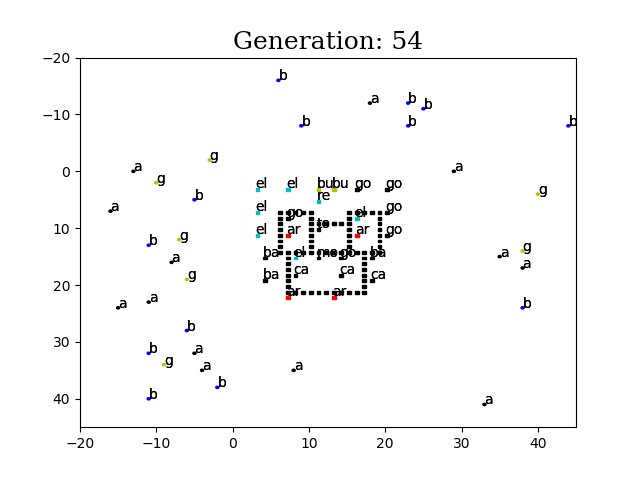 Generation: 54
−20
b
a b b
−10
b b b
g
0 a a
g el el bu bu go go
b re g
a el go el go
10 el ar te ar go
b g
a ba el go ba a g
g ba ca ca ca a
20
a a ar ar b
b
30
b a
g a a
b
40 b a
−20 −10 0 10 20 30 40